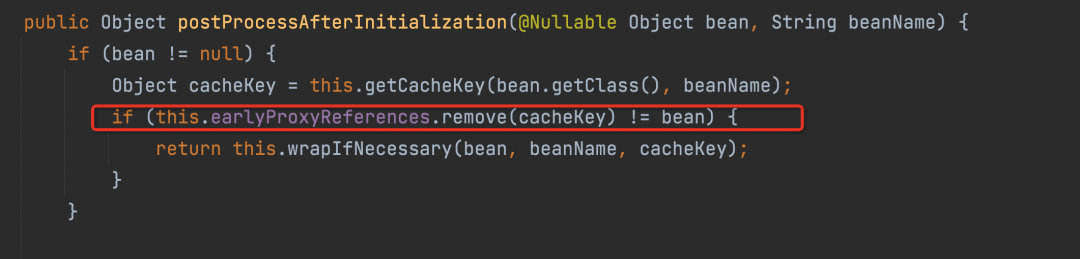 public Object postProcessAfterInitialization(@Nullable Object bean, String beanName) {
if (bean != null) {
Object cacheKey = this.getCacheKey(bean.getClass(), beanName);
if (this.earlyProxyReferences.remove(cacheKey) != bean) {
return this.wrapIfNecessary(bean, beanName, cacheKey);
}
}